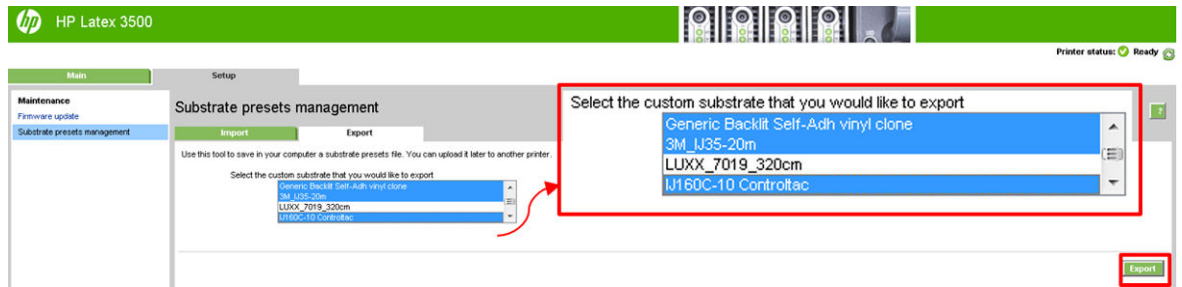 hp HP Latex 3500
Printer status: Ready
Main Setup
Maintenance
Firmware update
Substrate presets management
Substrate presets management
?
Import Export
Use this tool to save in your computer a substrate presets file. You can upload it later to another printer.
Select the custom substrate that you would like to export
Generic Backlit Self-Adh vinyl clone
3M_IJ35-20m
LUXX_7019_320cm
IJ160C-10 Controltac
Select the custom substrate that you would like to export
Generic Backlit Self-Adh vinyl clone
3M_IJ35-20m
LUXX_7019_320cm
IJ160C-10 Controltac
Export